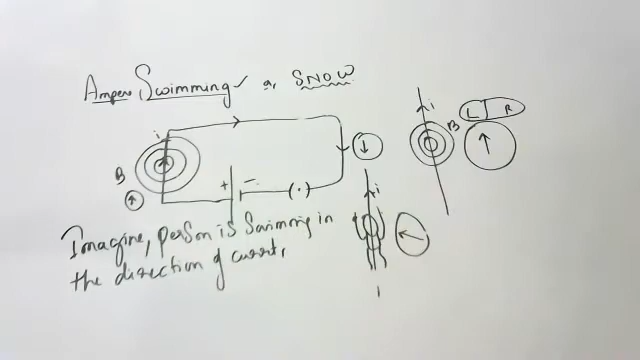 Ampere Swimming or SNOW
i
B
+ -
(·)
i
B
L R
i
Imagine, person is Swimming in
the direction of current,